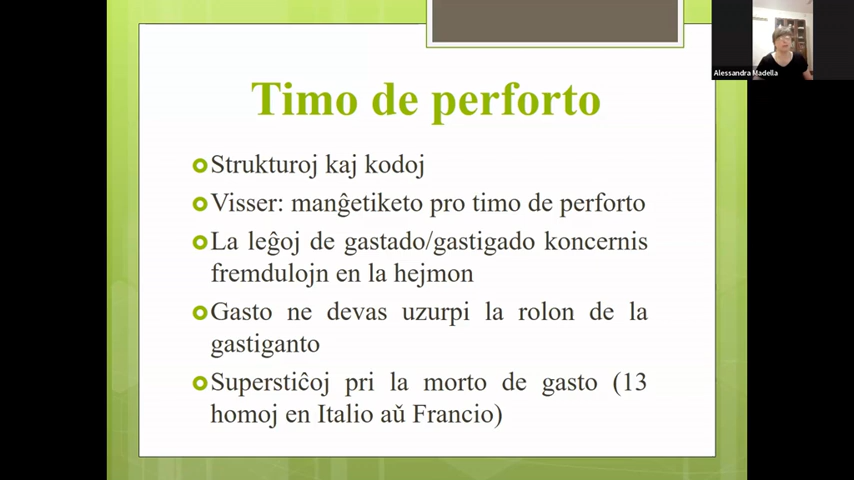 Alessandra Madella
Timo de perforto
Strukturoj kaj kodoj
Visser: manĝetiketo pro timo de perforto
La leĝoj de gastado/gastigado koncernis
fremdulojn en la hejmon
Gasto ne devas uzurpi la rolon de la
gastiganto
Superstiĉoj pri la morto de gasto (13
homoj en Italio aŭ Francio)